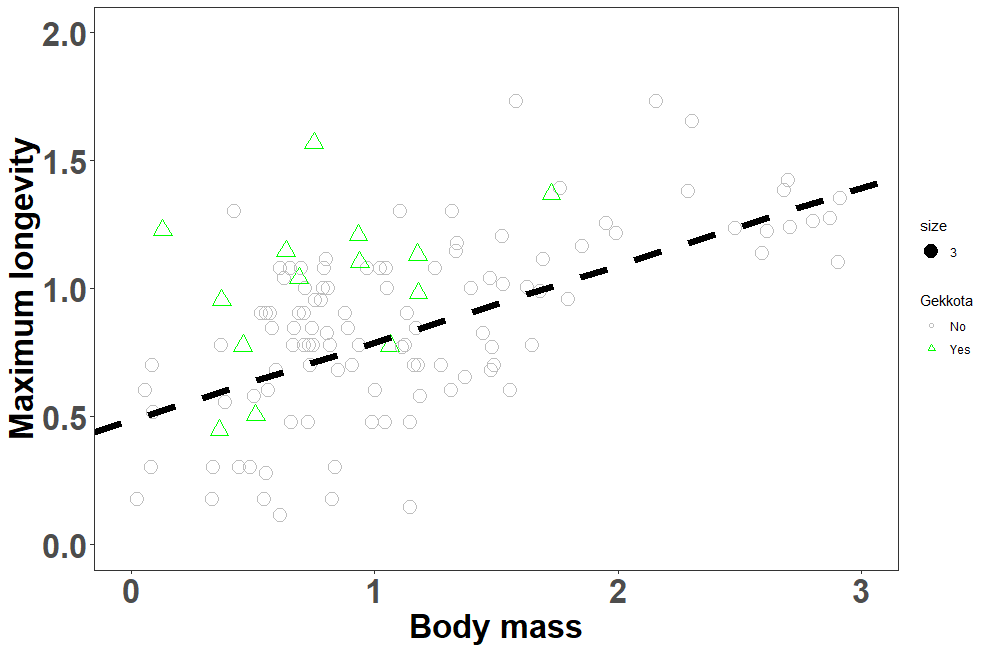 Maximum longevity
2.0
1.5
1.0
0.5
0.0
0 1 2 3
Body mass
size
3
Gekkota
No
Yes